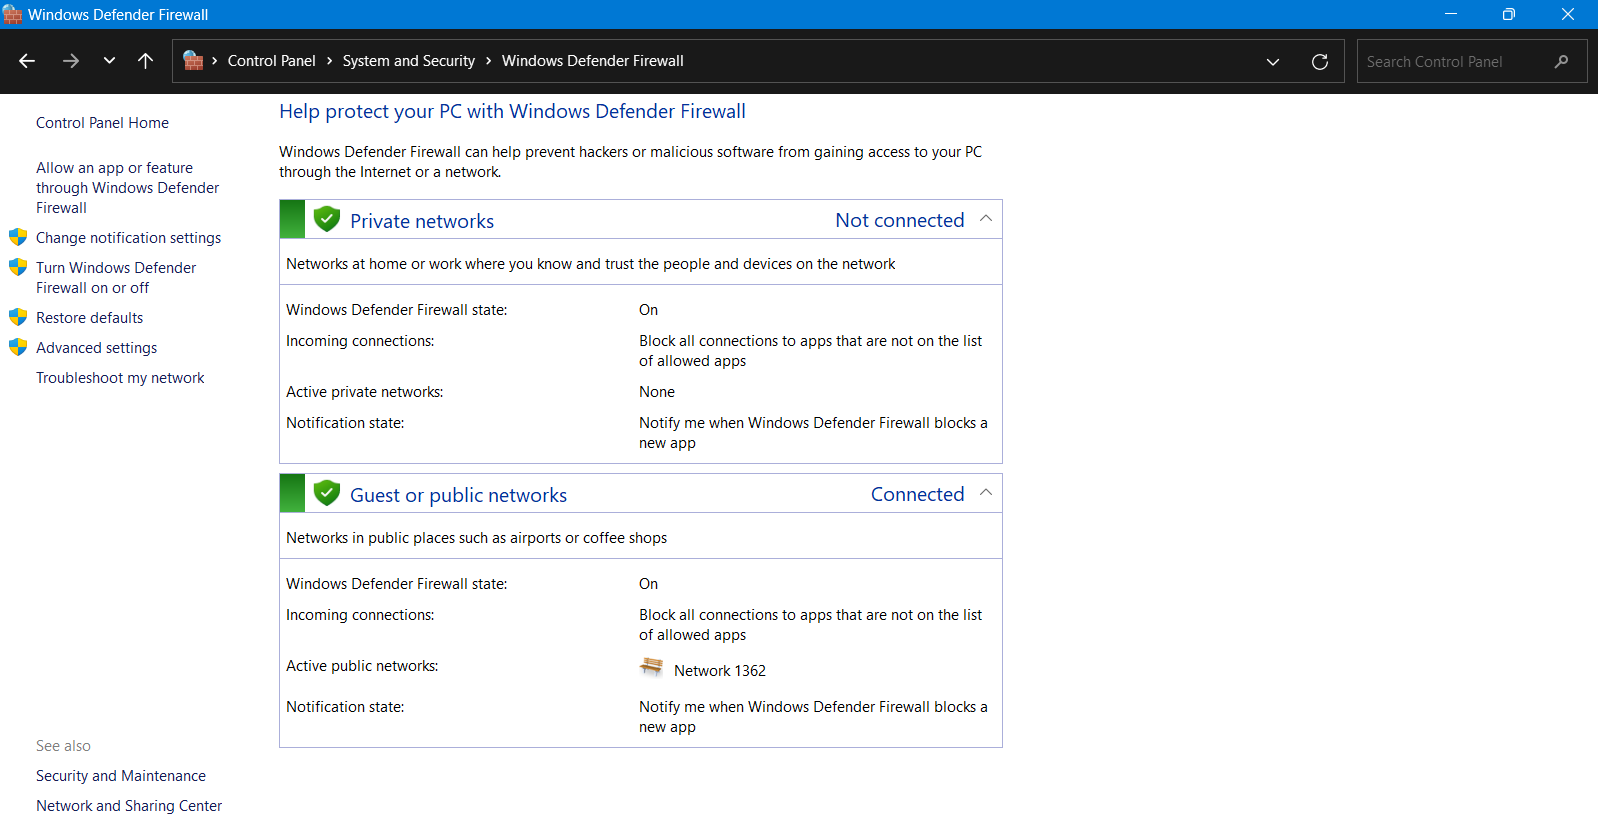 Windows Defender Firewall
Control Panel › System and Security › Windows Defender Firewall
Search Control Panel
Control Panel Home
Allow an app or feature
through Windows Defender
Firewall
Change notification settings
Turn Windows Defender
Firewall on or off
Restore defaults
Advanced settings
Troubleshoot my network
See also
Security and Maintenance
Network and Sharing Center
Help protect your PC with Windows Defender Firewall
Windows Defender Firewall can help prevent hackers or malicious software from gaining access to your PC
through the Internet or a network.
Private networks Not connected
Networks at home or work where you know and trust the people and devices on the network
Windows Defender Firewall state: On
Incoming connections: Block all connections to apps that are not on the list
of allowed apps
Active private networks: None
Notification state: Notify me when Windows Defender Firewall blocks a
new app
Guest or public networks Connected
Networks in public places such as airports or coffee shops
Windows Defender Firewall state: On
Incoming connections: Block all connections to apps that are not on the list
of allowed apps
Active public networks: Network 1362
Notification state: Notify me when Windows Defender Firewall blocks a
new app